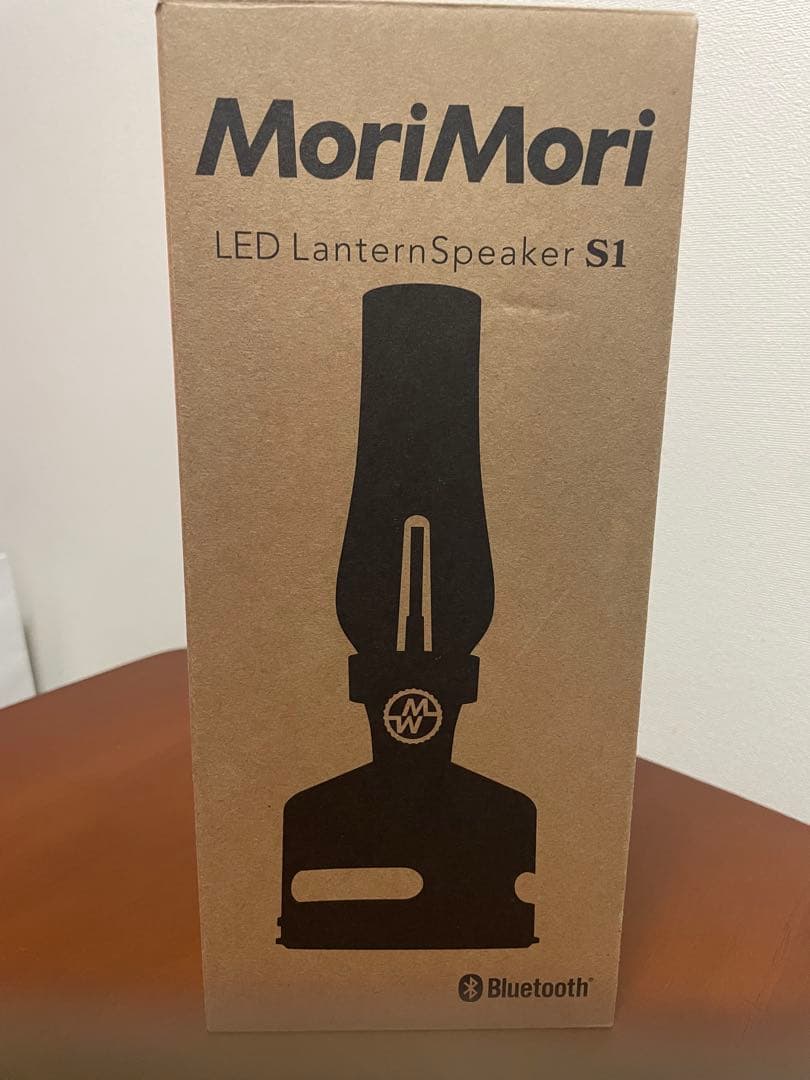 MoriMori
LED LanternSpeaker S1
M
W
Bluetooth®